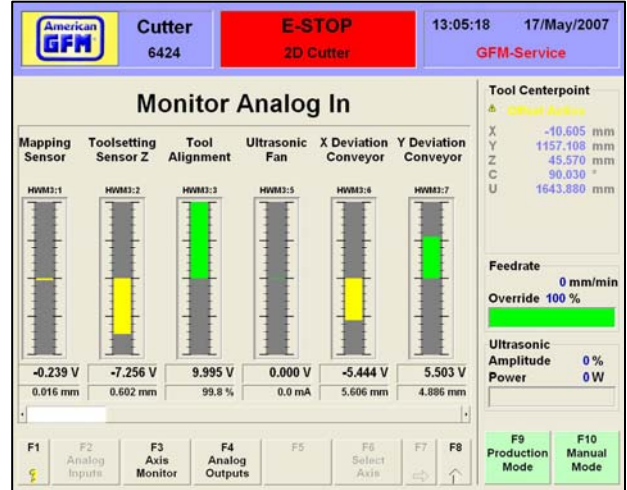 American
GFM
Cutter
6424
E-STOP
2D Cutter
13:05:18 17/May/2007
GFM-Service
Monitor Analog In
Mapping Sensor
Toolsetting Sensor Z
Tool Alignment
Ultrasonic Fan
X Deviation Conveyor
Y Deviation Conveyor
HWM3:1 HWM3:2 HWM3:3 HWM3:5 HWM3:6 HWM3:7
-0.239 V -7.256 V 9.995 V 0.000 V -5.444 V 5.503 V
0.016 mm 0.602 mm 99.8 % 0.0 mA 5.606 mm 4.886 mm
Tool Centerpoint
Offset Active
X -10.605 mm
Y 1157.108 mm
Z 45.570 mm
C 90.030 °
U 1643.880 mm
Feedrate
0 mm/min
Override 100 %
Ultrasonic
Amplitude 0 %
Power 0 W
F1
F2 Analog Inputs
F3 Axis Monitor
F4 Analog Outputs
F5
F6 Select Axis
F7
F8
F9 Production Mode
F10 Manual Mode